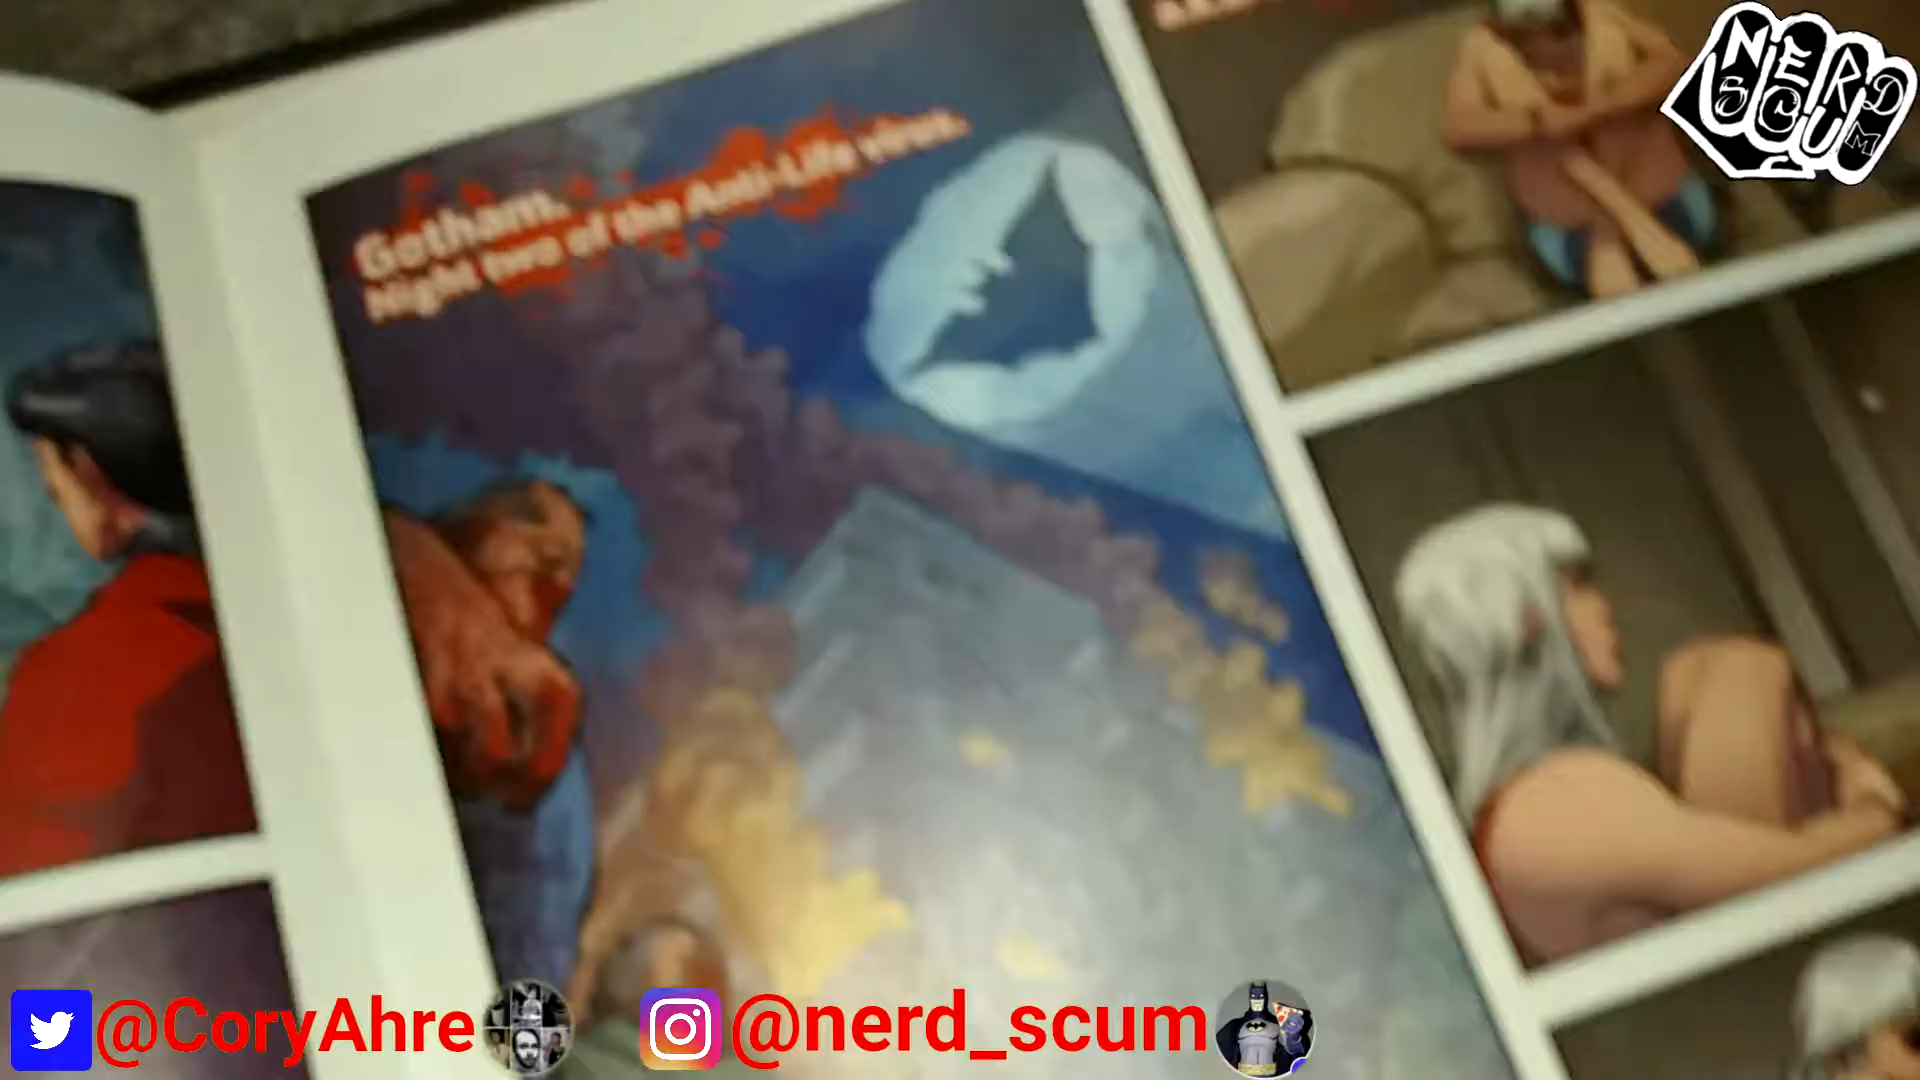 Gotham.
Night two of the Anti-Life virus.
NERD
SCUM
@CoryAhre
@nerd_scum